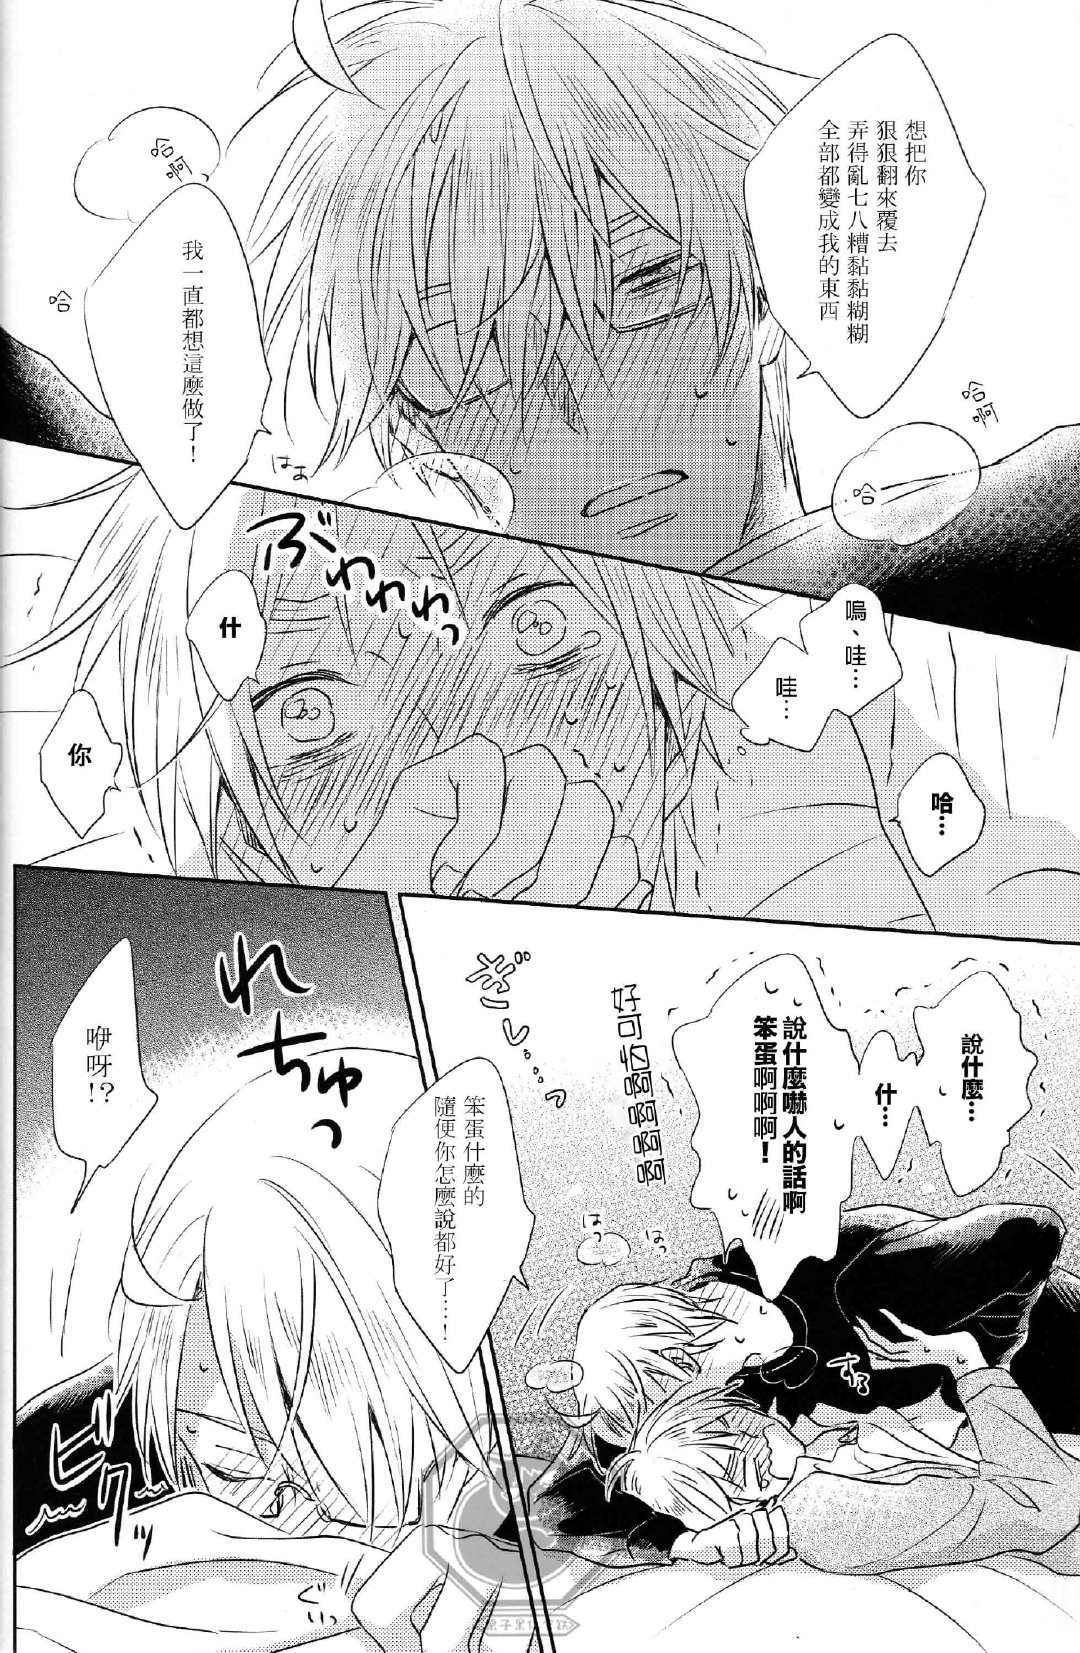 想把你
狠狠翻來覆去
弄得亂七八糟黏黏糊糊
全部都變成我的東西
哈啊
哈
哈啊
哈
我一直都想這麼做了！
はぁ
ぶわわわっ
嗚、哇…
哇…
哈…
什
你
說什麼…
什…
說什麼嚇人的話啊
笨蛋啊啊啊！
好可怕啊啊啊啊
ぎし…
はっ
はっ
する
笨蛋什麼的
隨便你怎麼說都好了…！
れ
ちゅっ
咿呀!?
ビクッ